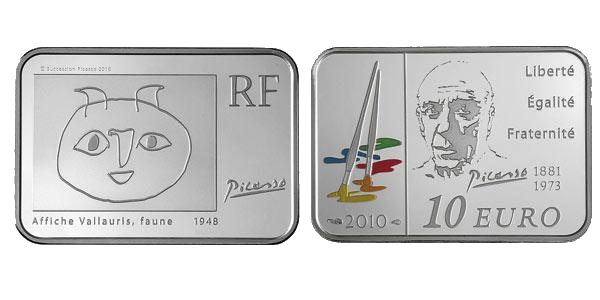 © Succession Picasso 2010
RF
Picasso
Affiche Vallauris, faune 1948
Liberté
Égalité
Fraternité
Picasso 1881
1973
2010 10 EURO